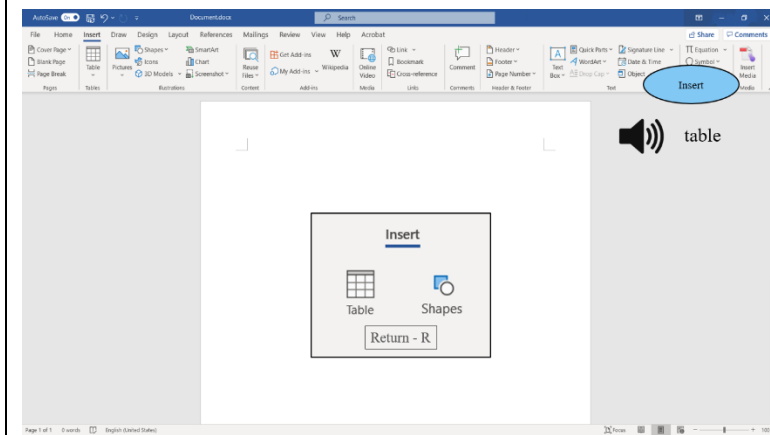 AutoSave On Document.docx Search
File Home Insert Draw Design Layout References Mailings Review View Help Acrobat Share Comments
Cover Page
Blank Page
Page Break
Pages
Table
Tables
Pictures
Shapes
Icons
3D Models
SmartArt
Chart
Screenshot
Illustrations
Reuse
Files
Content
Get Add-ins
My Add-ins
W
Wikipedia
Add-ins
Online
Video
Media
Link
Bookmark
Cross-reference
Links
Comment
Comments
Header
Footer
Page Number
Header & Footer
A
Text
Box
Quick Parts
WordArt
Drop Cap
Signature Line
Date & Time
Object
Text
Equation
Symbol
Insert
Media
Media
Insert
table
Insert
Table Shapes
Return - R
Page 1 of 1 0 words English (United States) Focus